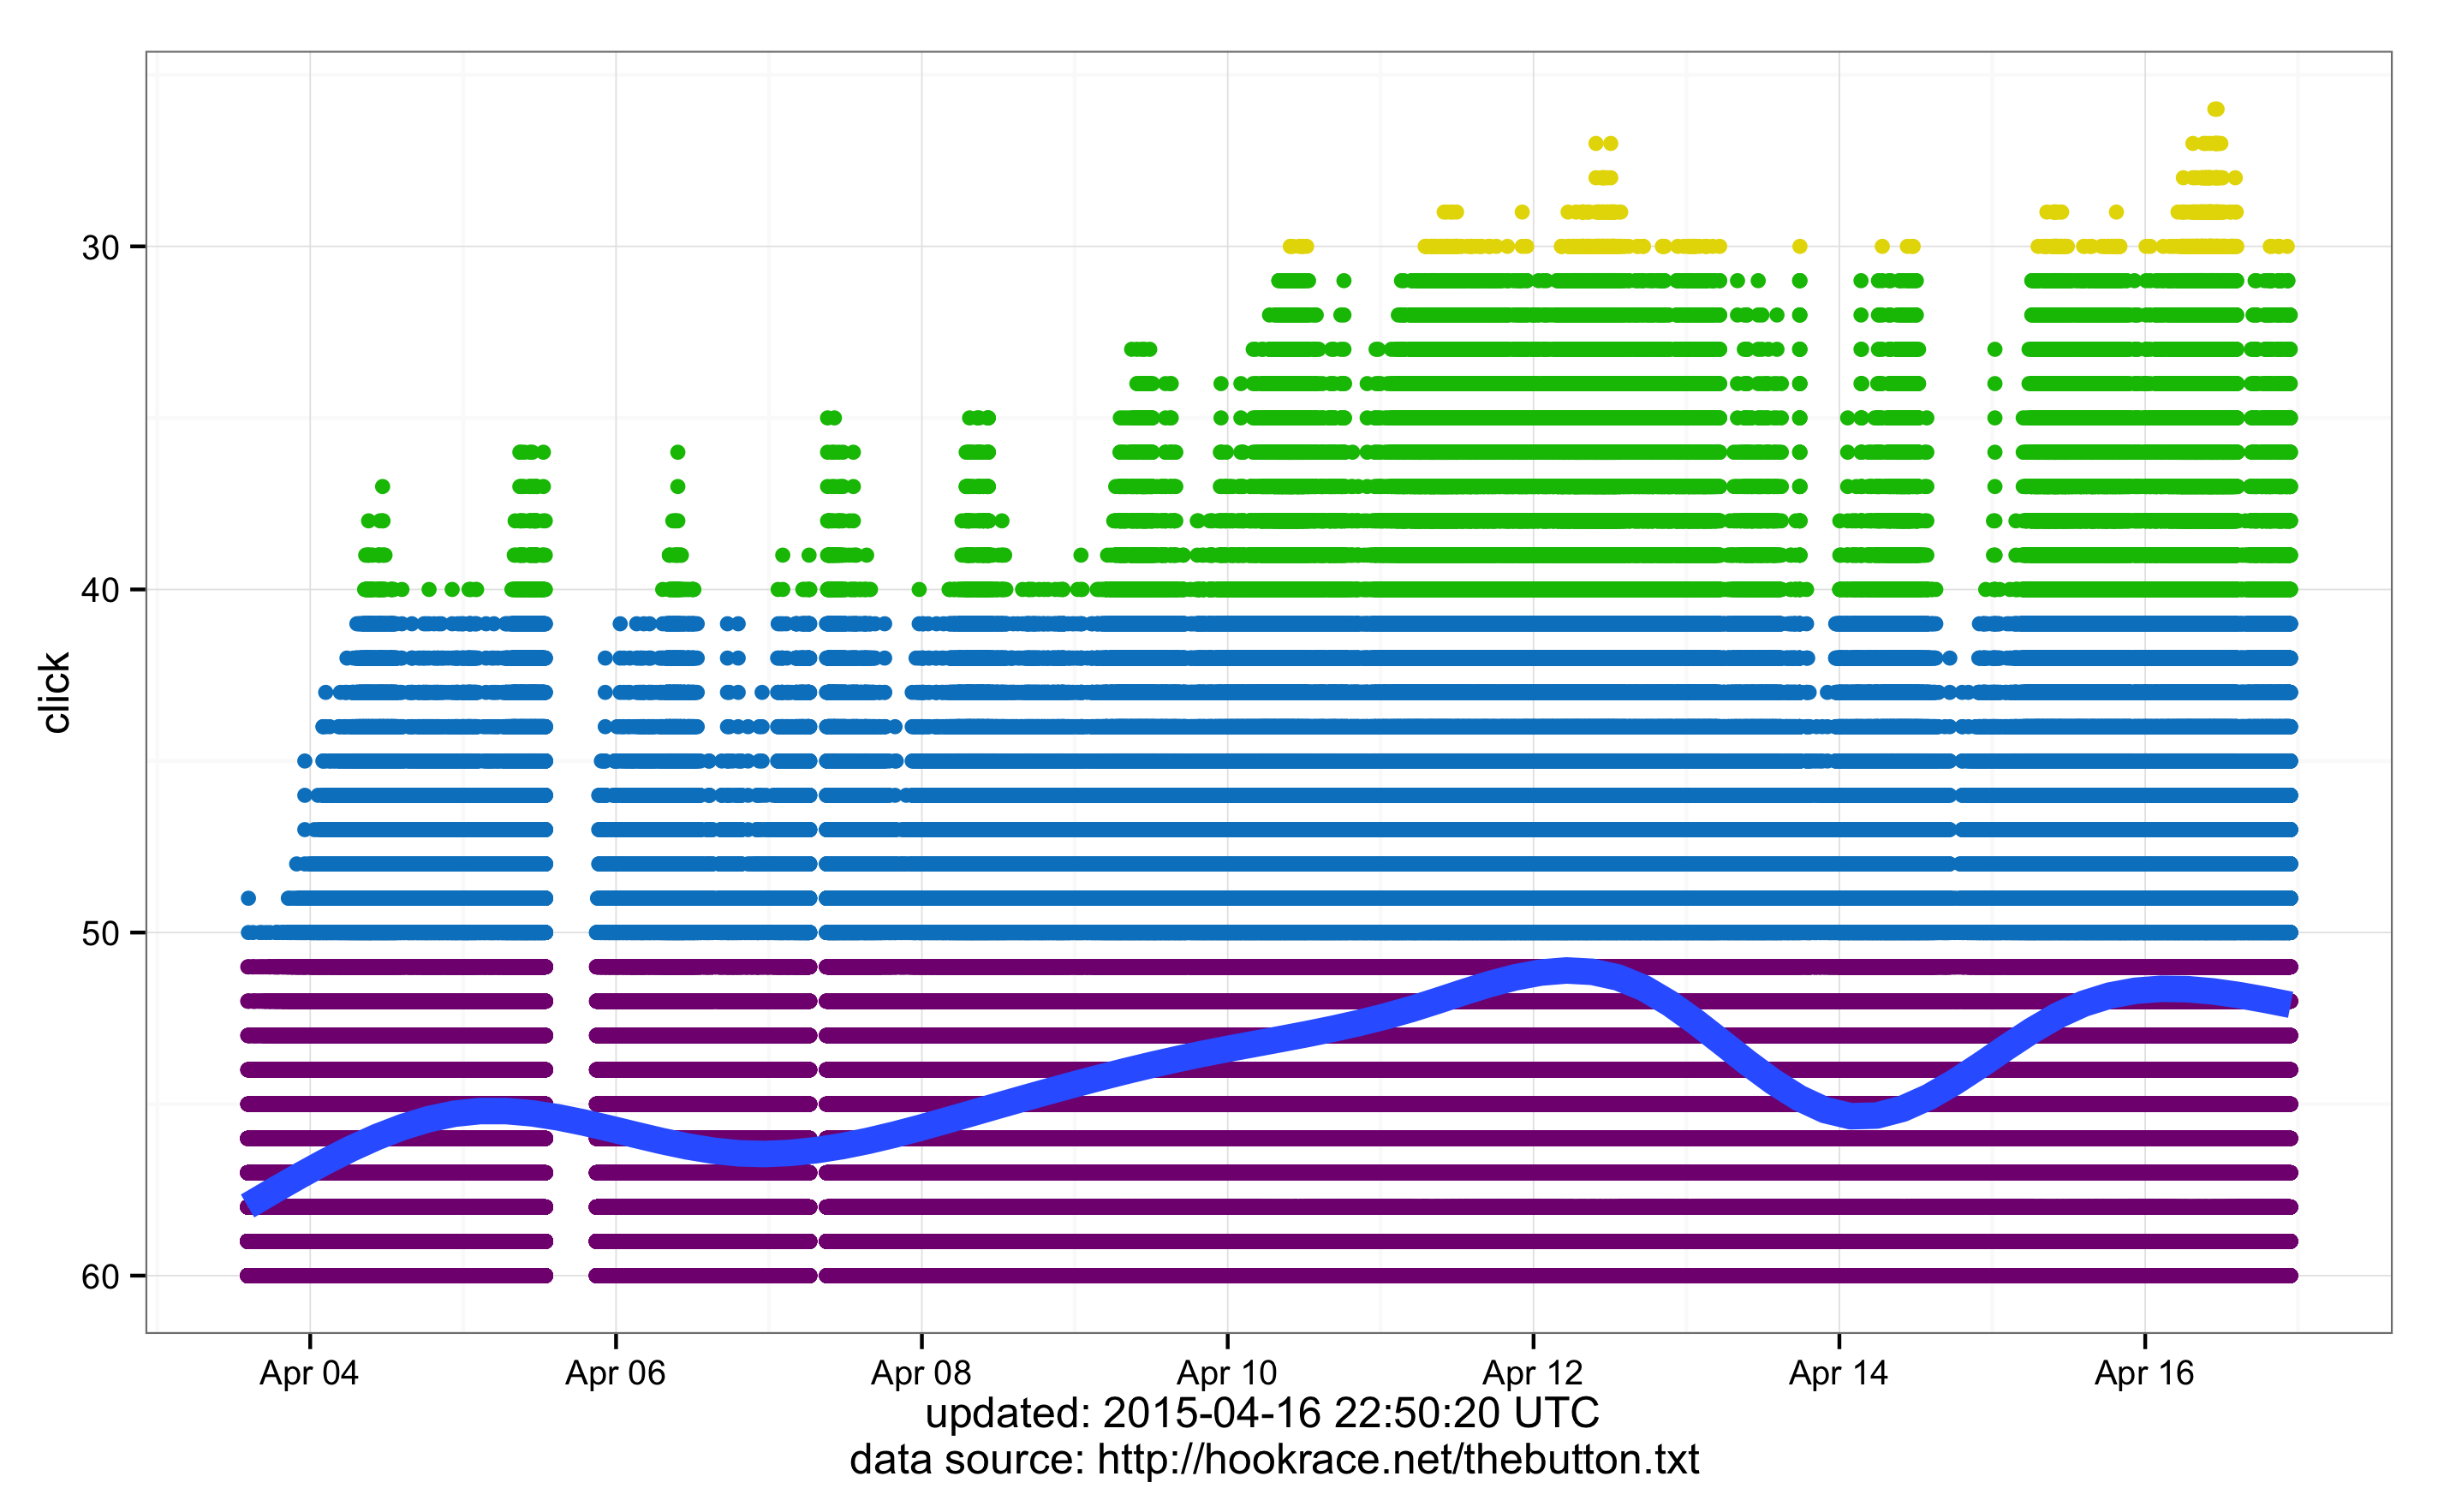 30
40
click
50
60
Apr 04 Apr 06 Apr 08 Apr 10 Apr 12 Apr 14 Apr 16
updated: 2015-04-16 22:50:20 UTC
data source: http://hookrace.net/thebutton.txt